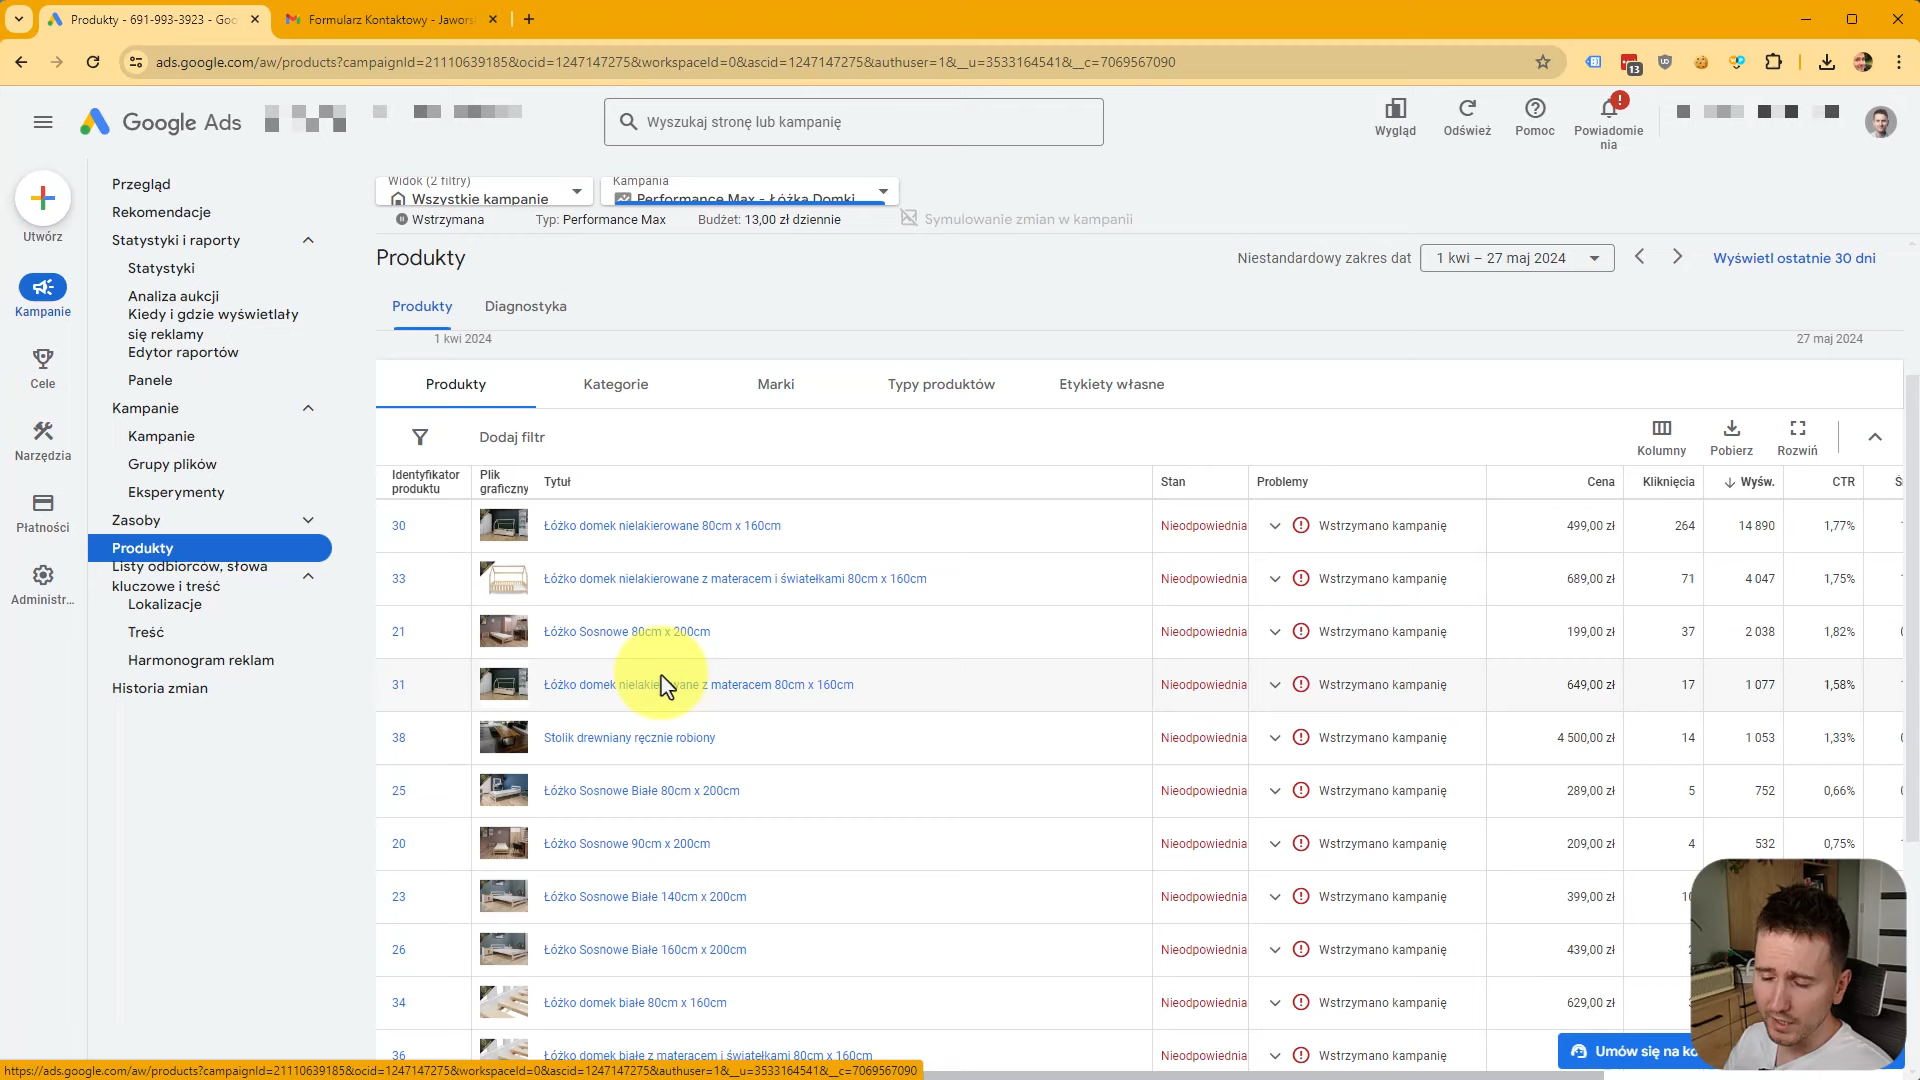 Produkty - 691-993-3923 - Goo
Formularz Kontaktowy - Jawors
ads.google.com/aw/products?campaignId=21110639185&ocid=1247147275&workspaceId=0&ascid=1247147275&authuser=1&__u=3533164541&__c=7069567090
13
Google Ads
Wyszukaj stronę lub kampanię
Wygląd
Odśwież
Pomoc
Powiadomie
nia
Utwórz
Kampanie
Cele
Narzędzia
Płatności
Administr...
Przegląd
Rekomendacje
Statystyki i raporty
Statystyki
Analiza aukcji
Kiedy i gdzie wyświetlały
się reklamy
Edytor raportów
Panele
Kampanie
Kampanie
Grupy plików
Eksperymenty
Zasoby
Produkty
Listy odbiorców, słowa
kluczowe i treść
Lokalizacje
Treść
Harmonogram reklam
Historia zmian
Widok (2 filtry)
Wszystkie kampanie
Kampania
Performance Max - Łóżka Domki
Wstrzymana Typ: Performance Max Budżet: 13,00 zł dziennie Symulowanie zmian w kampanii
Produkty
Niestandardowy zakres dat 1 kwi – 27 maj 2024 Wyświetl ostatnie 30 dni
Produkty Diagnostyka
1 kwi 2024 27 maj 2024
Produkty Kategorie Marki Typy produktów Etykiety własne
Dodaj filtr
Kolumny Pobierz Rozwiń
Identyfikator
produktu
Plik
graficzny
Tytuł Stan Problemy Cena Kliknięcia Wyśw. CTR
30 Łóżko domek nielakierowane 80cm x 160cm Nieodpowiednia Wstrzymano kampanię 499,00 zł 264 14 890 1,77%
33 Łóżko domek nielakierowane z materacem i światełkami 80cm x 160cm Nieodpowiednia Wstrzymano kampanię 689,00 zł 71 4 047 1,75%
21 Łóżko Sosnowe 80cm x 200cm Nieodpowiednia Wstrzymano kampanię 199,00 zł 37 2 038 1,82%
31 Łóżko domek nielakierowane z materacem 80cm x 160cm Nieodpowiednia Wstrzymano kampanię 649,00 zł 17 1 077 1,58%
38 Stolik drewniany ręcznie robiony Nieodpowiednia Wstrzymano kampanię 4 500,00 zł 14 1 053 1,33%
25 Łóżko Sosnowe Białe 80cm x 200cm Nieodpowiednia Wstrzymano kampanię 289,00 zł 5 752 0,66%
20 Łóżko Sosnowe 90cm x 200cm Nieodpowiednia Wstrzymano kampanię 209,00 zł 4 532 0,75%
23 Łóżko Sosnowe Białe 140cm x 200cm Nieodpowiednia Wstrzymano kampanię 399,00 zł
26 Łóżko Sosnowe Białe 160cm x 200cm Nieodpowiednia Wstrzymano kampanię 439,00 zł
34 Łóżko domek białe 80cm x 160cm Nieodpowiednia Wstrzymano kampanię 629,00 zł
36 Łóżko domek białe z materacem i światełkami 80cm x 160cm Nieodpowiednia Wstrzymano kampanię
Umów się na ko
https://ads.google.com/aw/products?campaignId=21110639185&ocid=1247147275&workspaceId=0&ascid=1247147275&authuser=1&__u=3533164541&__c=7069567090